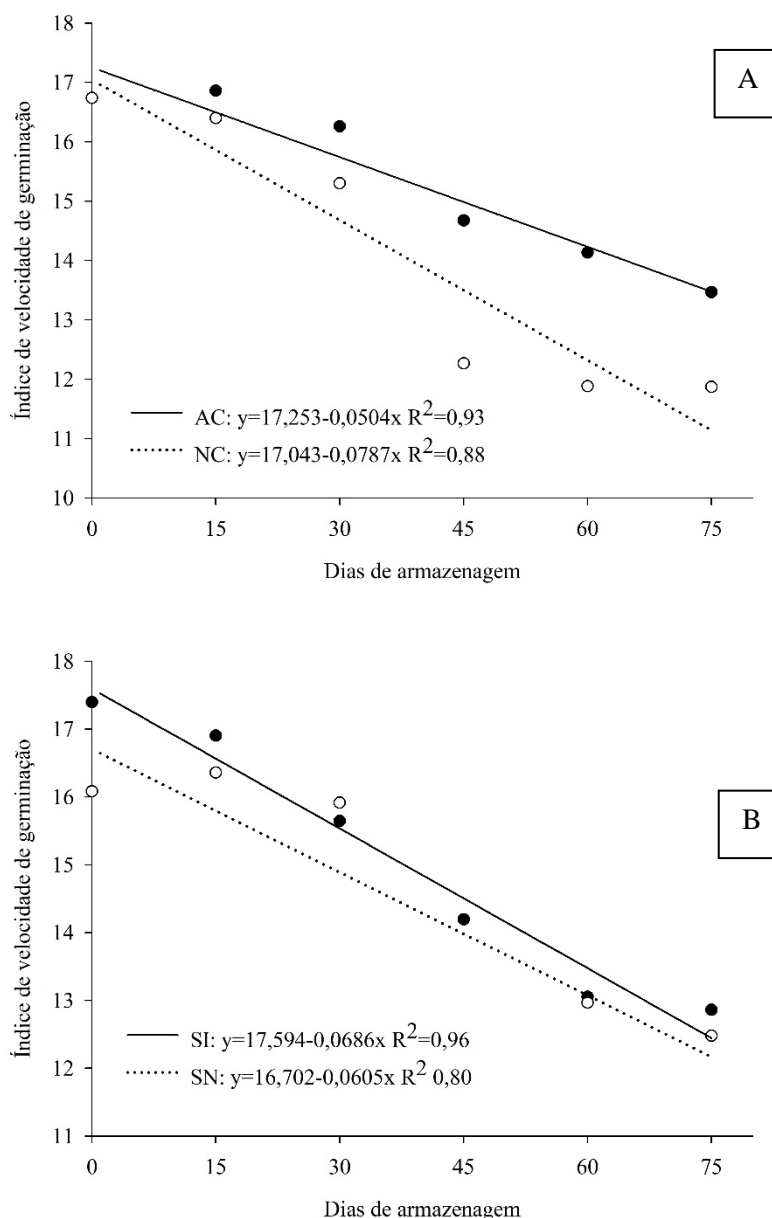 18
17
16
15
14
13
12
11
10
Índice de velocidade de germinação
A
AC: y=17,253-0,0504x R²=0,93
NC: y=17,043-0,0787x R²=0,88
0 15 30 45 60 75
Dias de armazenagem
18
17
16
15
14
13
12
11
Índice de velocidade de germinação
B
SI: y=17,594-0,0686x R²=0,96
SN: y=16,702-0,0605x R² 0,80
0 15 30 45 60 75
Dias de armazenagem